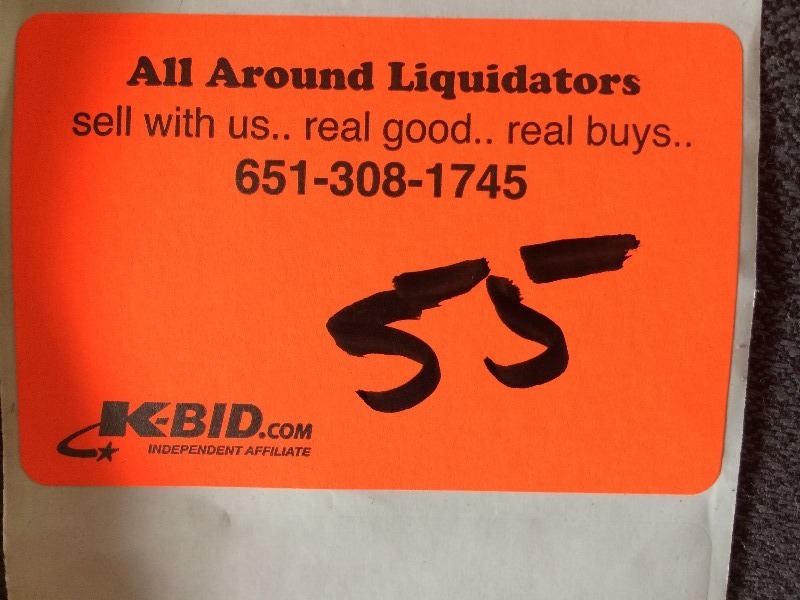 All Around Liquidators
sell with us.. real good.. real buys..
651-308-1745
55
K-BID.COM
INDEPENDENT AFFILIATE